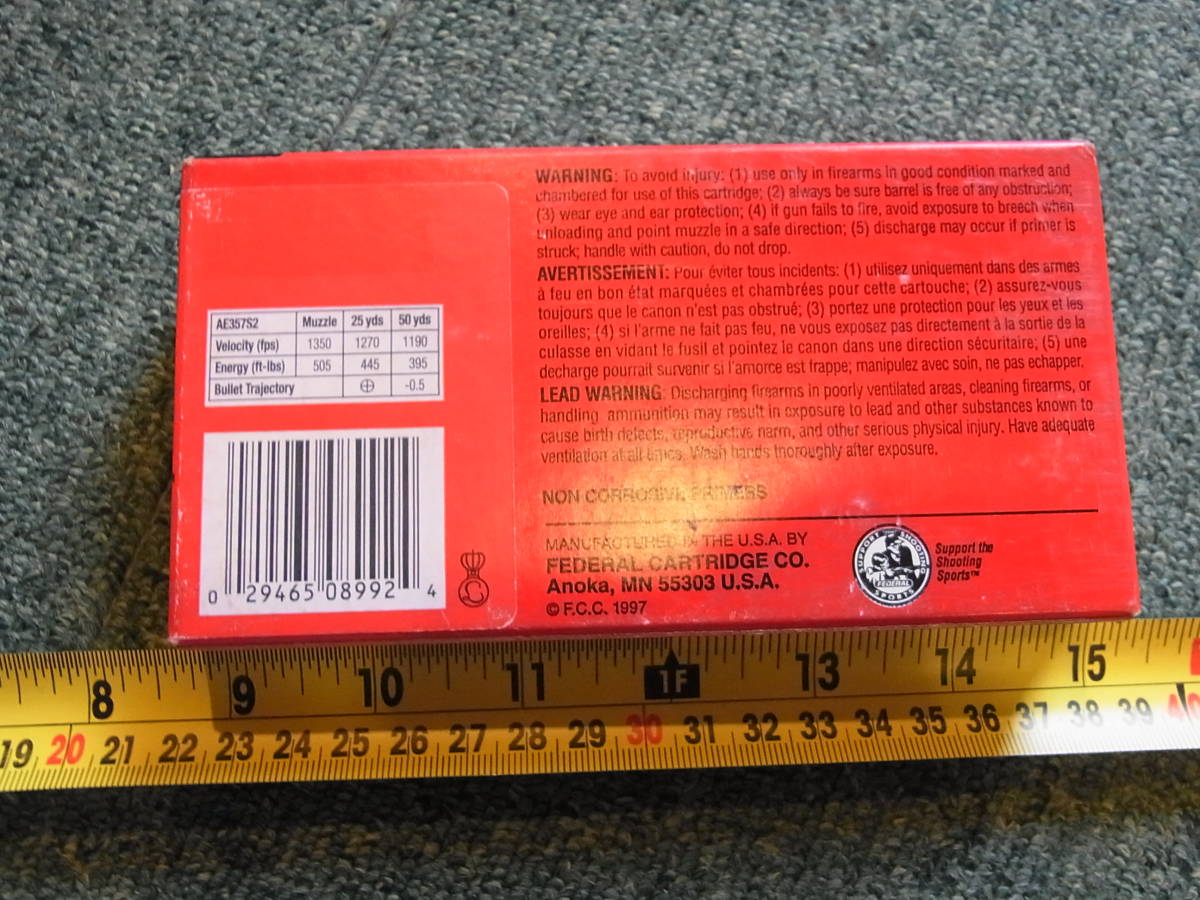 WARNING: To avoid injury: (1) use only in firearms in good condition marked and
chambered for use of this cartridge; (2) always be sure barrel is free of any obstruction;
(3) wear eye and ear protection; (4) if gun fails to fire, avoid exposure to breech when
unloading and point muzzle in a safe direction; (5) discharge may occur if primer is
struck; handle with caution, do not drop.
AVERTISSEMENT: Pour éviter tous incidents: (1) utilisez uniquement dans des armes
à feu en bon état marquées et chambrées pour cette cartouche; (2) assurez-vous
toujours que le canon n'est pas obstrué; (3) portez une protection pour les yeux et les
oreilles; (4) si l'arme ne fait pas feu, ne vous exposez pas directement à la sortie de la
culasse en vidant le fusil et pointez le canon dans une direction sécuritaire; (5) une
decharge pourrait survenir si l'amorce est frappe; manipulez avec soin, ne pas echapper.
LEAD WARNING: Discharging firearms in poorly ventilated areas, cleaning firearms, or
handling ammunition may result in exposure to lead and other substances known to
cause birth defects, reproductive harm, and other serious physical injury. Have adequate
ventilation at all times. Wash hands thoroughly after exposure.
NON CORROSIVE PRIMERS
MANUFACTURED IN THE U.S.A. BY
FEDERAL CARTRIDGE CO.
Anoka, MN 55303 U.S.A.
© F.C.C. 1997
SUPPORT SHOOTING
FEDERAL
SPORTS
Support the
Shooting
Sports™
AE357S2 Muzzle 25 yds 50 yds
Velocity (fps) 1350 1270 1190
Energy (ft-lbs) 505 445 395
Bullet Trajectory ⊕ -0.5
0 29465 08992 4
8 9 10 11 1F 13 14 15
19 20 21 22 23 24 25 26 27 28 29 30 31 32 33 34 35 36 37 38 39 40